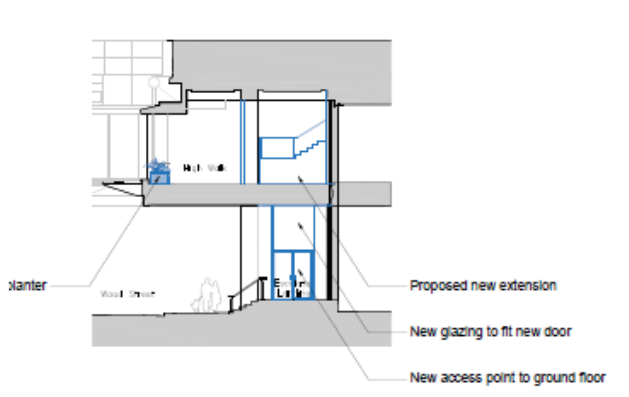 High Walk
planter
Wood Street
Proposed new extension
New glazing to fit new door
New access point to ground floor